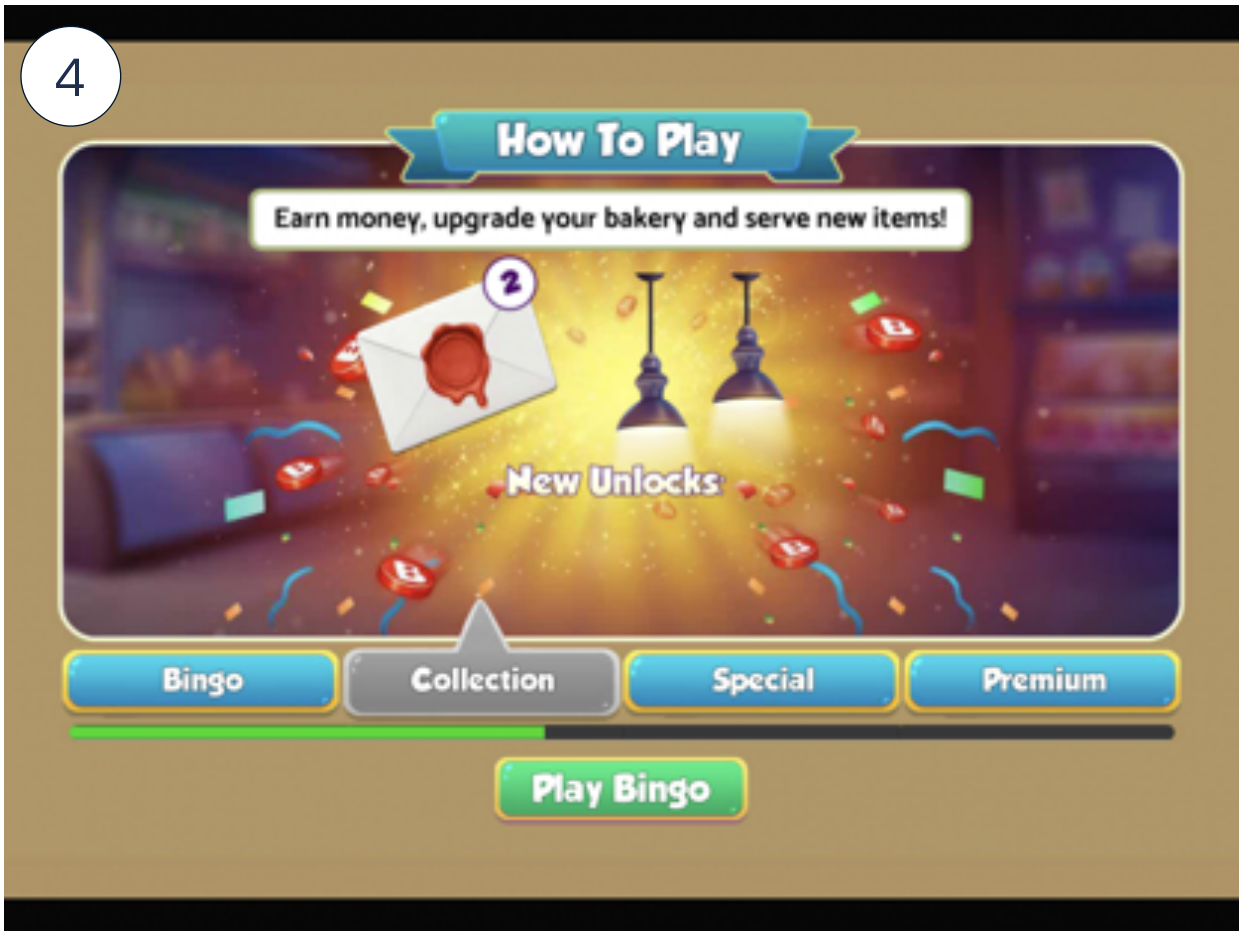 4
How To Play
Earn money, upgrade your bakery and serve new items!
2
New Unlocks
Bingo
Collection
Special
Premium
Play Bingo